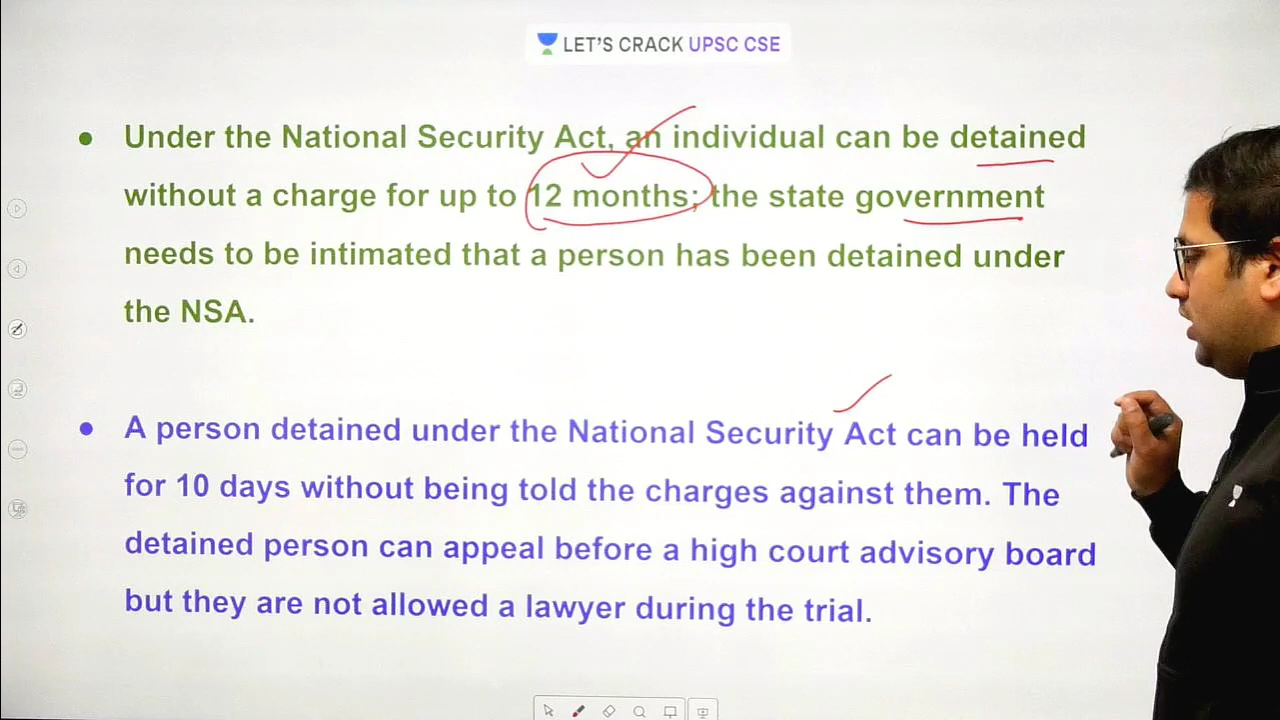 LET'S CRACK UPSC CSE
Under the National Security Act, an individual can be detained
without a charge for up to 12 months; the state government
needs to be intimated that a person has been detained under
the NSA.
A person detained under the National Security Act can be held
for 10 days without being told the charges against them. The
detained person can appeal before a high court advisory board
but they are not allowed a lawyer during the trial.